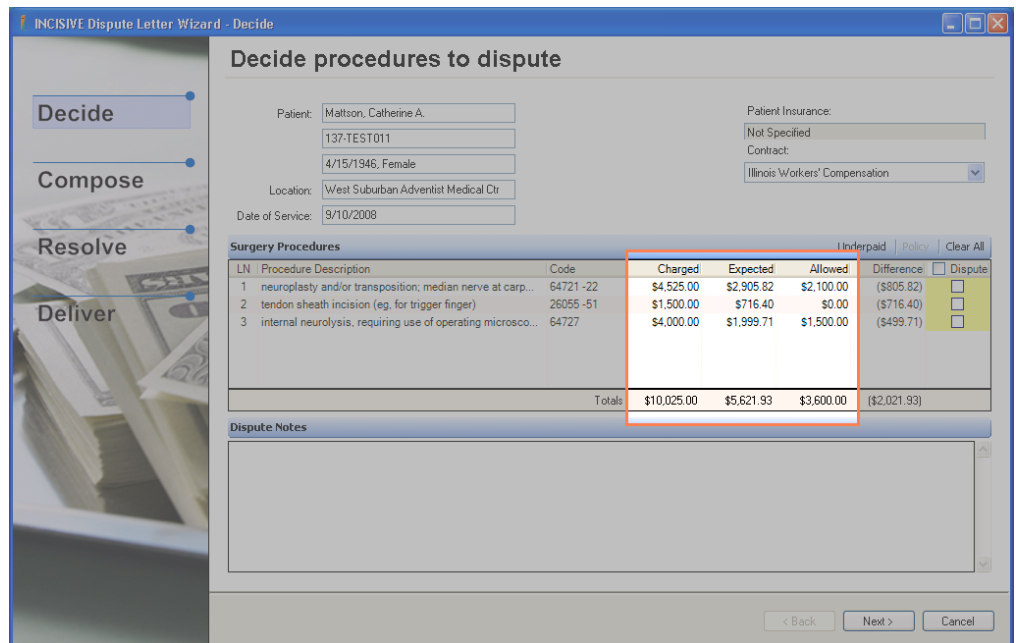 INCISIVE Dispute Letter Wizard - Decide
Decide procedures to dispute
Decide
Compose
Resolve
Deliver
Patient: Mattson, Catherine A.
137-TEST011
4/15/1946, Female
Location: West Suburban Adventist Medical Ctr
Date of Service: 9/10/2008
Patient Insurance:
Not Specified
Contract:
Illinois Workers' Compensation
Surgery Procedures Underpaid Policy Clear All
LN Procedure Description Code Charged Expected Allowed Difference Dispute
1 neuroplasty and/or transposition; median nerve at carp... 64721 -22 $4,525.00 $2,905.82 $2,100.00 ($805.82)
2 tendon sheath incision (eg, for trigger finger) 26055 -51 $1,500.00 $716.40 $0.00 ($716.40)
3 internal neurolysis, requiring use of operating microsco... 64727 $4,000.00 $1,999.71 $1,500.00 ($499.71)
Totals $10,025.00 $5,621.93 $3,600.00 ($2,021.93)
Dispute Notes
< Back Next > Cancel